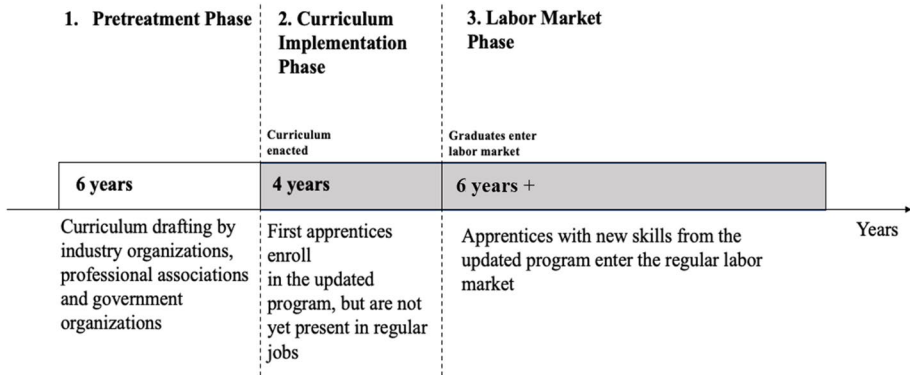 1. Pretreatment Phase
2. Curriculum
Implementation
Phase
3. Labor Market
Phase
Curriculum
enacted
Graduates enter
labor market
6 years
4 years
6 years +
Curriculum drafting by
industry organizations,
professional associations
and government
organizations
First apprentices
enroll
in the updated
program, but are not
yet present in regular
jobs
Apprentices with new skills from the
updated program enter the regular labor
market
Years